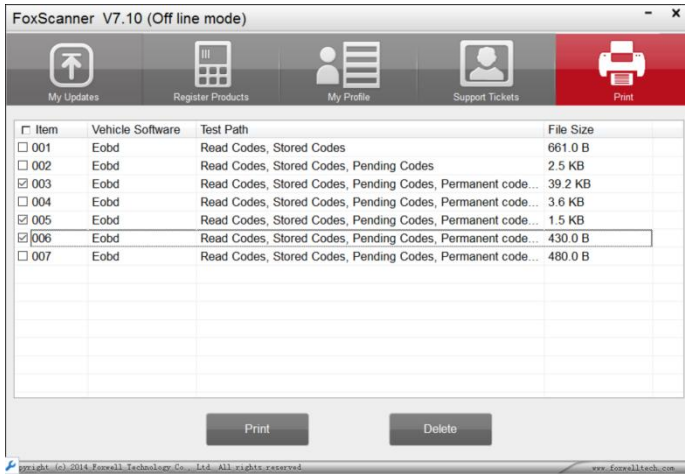 FoxScanner V7.10 (Off line mode)
My Updates Register Products My Profile Support Tickets Print
Item Vehicle Software Test Path File Size
001 Eobd Read Codes, Stored Codes 661.0 B
002 Eobd Read Codes, Stored Codes, Pending Codes 2.5 KB
003 Eobd Read Codes, Stored Codes, Pending Codes, Permanent code... 39.2 KB
004 Eobd Read Codes, Stored Codes, Pending Codes, Permanent code... 3.6 KB
005 Eobd Read Codes, Stored Codes, Pending Codes, Permanent code... 1.5 KB
006 Eobd Read Codes, Stored Codes, Pending Codes, Permanent code... 430.0 B
007 Eobd Read Codes, Stored Codes, Pending Codes, Permanent code... 480.0 B
Print Delete
pyright (c) 2014 Foxwell Technology Co., Ltd. All rights reserved www.foxwelltech.com